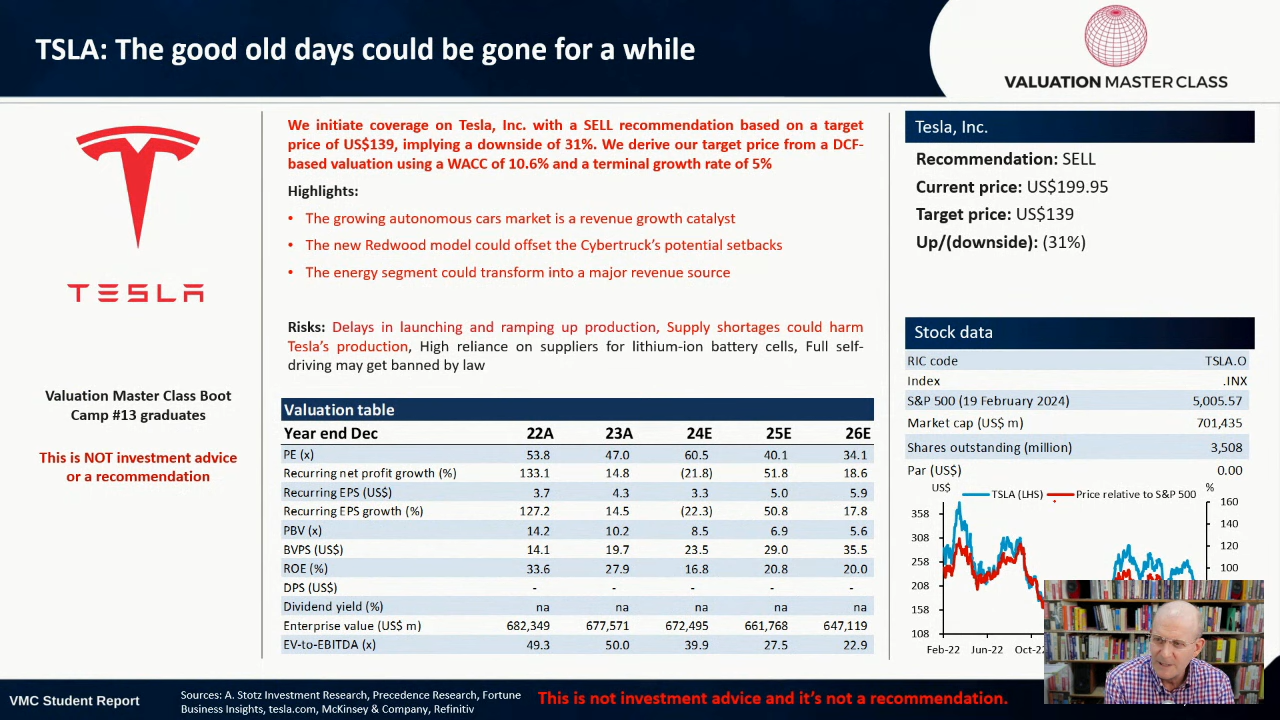 TSLA: The good old days could be gone for a while
VALUATION MASTER CLASS
TESLA
Valuation Master Class Boot
Camp #13 graduates
This is NOT investment advice
or a recommendation
We initiate coverage on Tesla, Inc. with a SELL recommendation based on a target
price of US$139, implying a downside of 31%. We derive our target price from a DCF-
based valuation using a WACC of 10.6% and a terminal growth rate of 5%
Highlights:
• The growing autonomous cars market is a revenue growth catalyst
• The new Redwood model could offset the Cybertruck's potential setbacks
• The energy segment could transform into a major revenue source
Risks: Delays in launching and ramping up production, Supply shortages could harm
Tesla's production, High reliance on suppliers for lithium-ion battery cells, Full self-
driving may get banned by law
Valuation table
Year end Dec 22A 23A 24E 25E 26E
PE (x) 53.8 47.0 60.5 40.1 34.1
Recurring net profit growth (%) 133.1 14.8 (21.8) 51.8 18.6
Recurring EPS (US$) 3.7 4.3 3.3 5.0 5.9
Recurring EPS growth (%) 127.2 14.5 (22.3) 50.8 17.8
PBV (x) 14.2 10.2 8.5 6.9 5.6
BVPS (US$) 14.1 19.7 23.5 29.0 35.5
ROE (%) 33.6 27.9 16.8 20.8 20.0
DPS (US$) - - - - -
Dividend yield (%) na na na na na
Enterprise value (US$ m) 682,349 677,571 672,495 661,768 647,119
EV-to-EBITDA (x) 49.3 50.0 39.9 27.5 22.9
Tesla, Inc.
Recommendation: SELL
Current price: US$199.95
Target price: US$139
Up/(downside): (31%)
Stock data
RIC code TSLA.O
Index .INX
S&P 500 (19 February 2024) 5,005.57
Market cap (US$ m) 701,435
Shares outstanding (million) 3,508
Par (US$) 0.00
US$ TSLA (LHS) Price relative to S&P 500 %
358 160
308 140
258 120
208 100
158
108
Feb-22 Jun-22 Oct-22
VMC Student Report
Sources: A. Stotz Investment Research, Precedence Research, Fortune
Business Insights, tesla.com, McKinsey & Company, Refinitiv
This is not investment advice and it's not a recommendation.